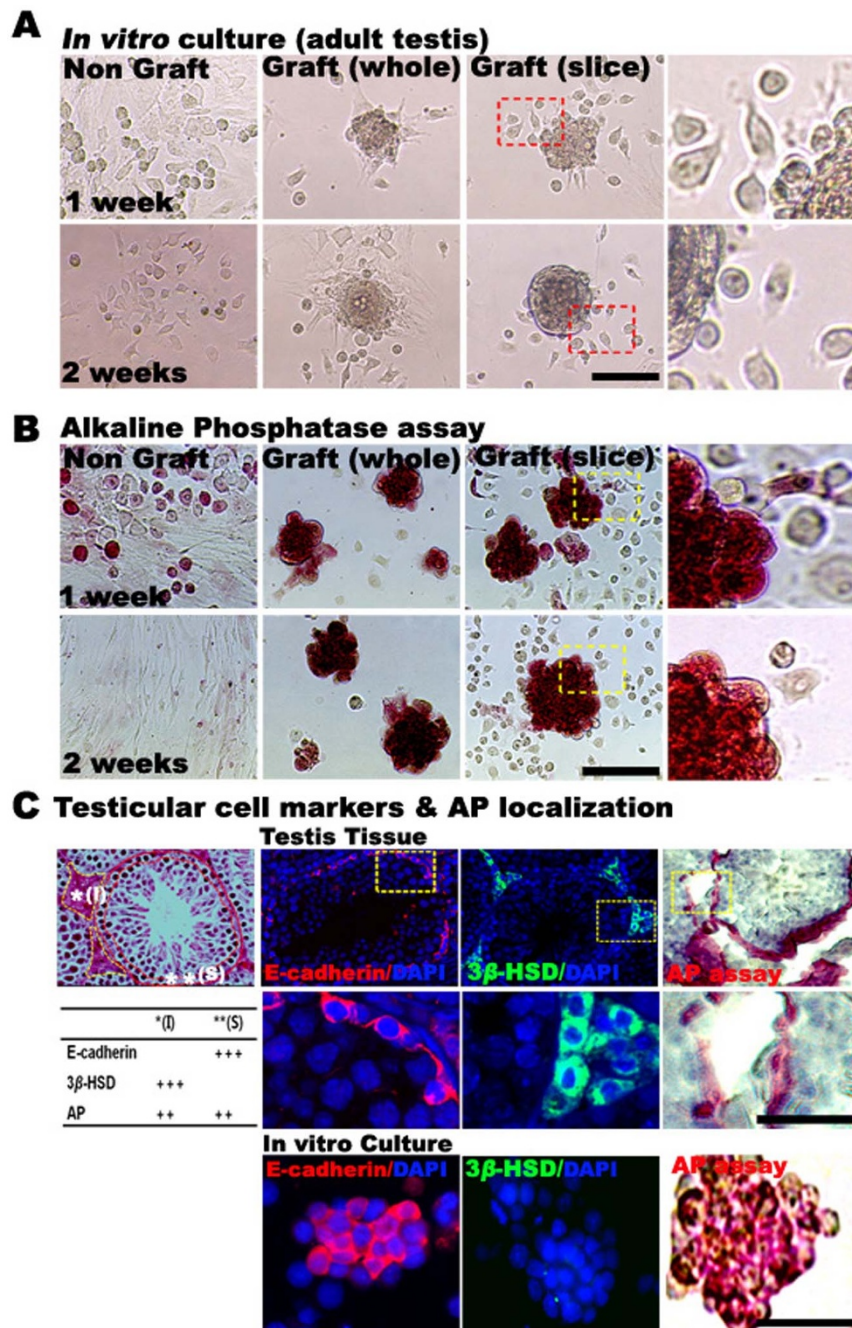 A
In vitro culture (adult testis)
Non Graft Graft (whole) Graft (slice)
1 week
2 weeks
B Alkaline Phosphatase assay
Non Graft Graft (whole) Graft (slice)
1 week
2 weeks
C Testicular cell markers & AP localization
Testis Tissue
*(I)
**(S)
E-cadherin/DAPI 3β-HSD/DAPI AP assay
*(I) **(S)
E-cadherin +++
3β-HSD +++
AP ++ ++
In vitro Culture
E-cadherin/DAPI 3β-HSD/DAPI AP assay